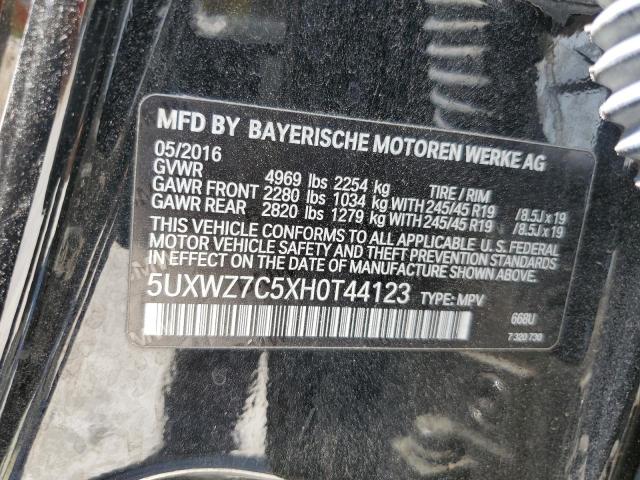 MFD BY BAYERISCHE MOTOREN WERKE AG
05/2016
GVWR 4969 lbs 2254 kg TIRE / RIM
GAWR FRONT 2280 lbs 1034 kg WITH 245/45 R19 /8.5J x 19
GAWR REAR 2820 lbs 1279 kg WITH 245/45 R19 /8.5J x 19
THIS VEHICLE CONFORMS TO ALL APPLICABLE U. S. FEDERAL
MOTOR VEHICLE SAFETY AND THEFT PREVENTION STANDARDS
IN EFFECT ON THE DATE OF MANUFACTURE SHOWN ABOVE.
5UXWZ7C5XH0T44123 TYPE: MPV
668U
7 320 730